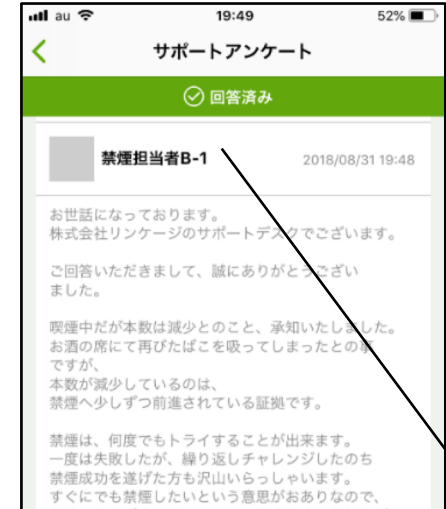 au 19:49 52%
サポートアンケート
回答済み
禁煙担当者B-1 2018/08/31 19:48
お世話になっております。
株式会社リンケージのサポートデスクでございます。
ご回答いただきまして、誠にありがとうござい
ました。
喫煙中だが本数は減少とのこと、承知いたしました。
お酒の席にて再びたばこを吸ってしまったとの事
ですが、
本数が減少しているのは、
禁煙へ少しずつ前進されている証拠です。
禁煙は、何度でもトライすることが出来ます。
一度は失敗したが、繰り返しチャレンジしたのち
禁煙成功を遂げた方も沢山いらっしゃいます。
すぐにでも禁煙したいという意思がおありなので、